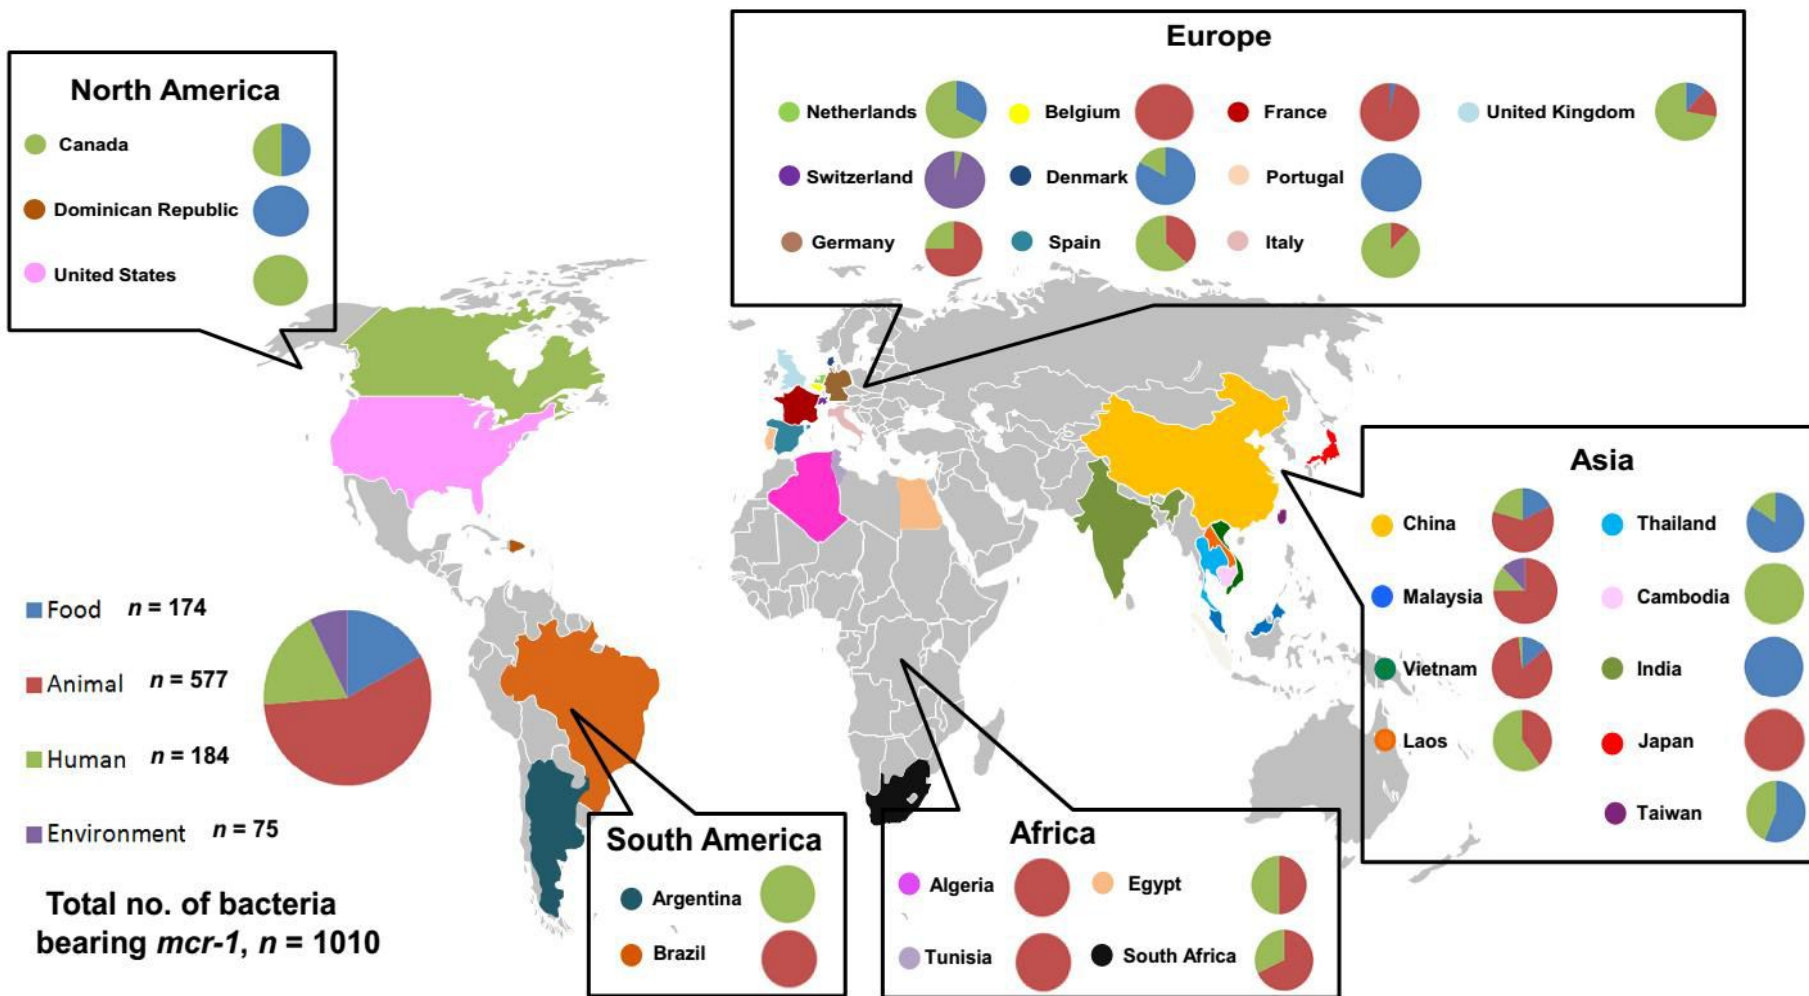 North America
Canada
Dominican Republic
United States
Europe
Netherlands
Belgium
France
United Kingdom
Switzerland
Denmark
Portugal
Germany
Spain
Italy
Asia
China
Thailand
Malaysia
Cambodia
Vietnam
India
Laos
Japan
Taiwan
Food n = 174
Animal n = 577
Human n = 184
Environment n = 75
Total no. of bacteria
bearing mcr-1, n = 1010
South America
Argentina
Brazil
Africa
Algeria
Egypt
Tunisia
South Africa